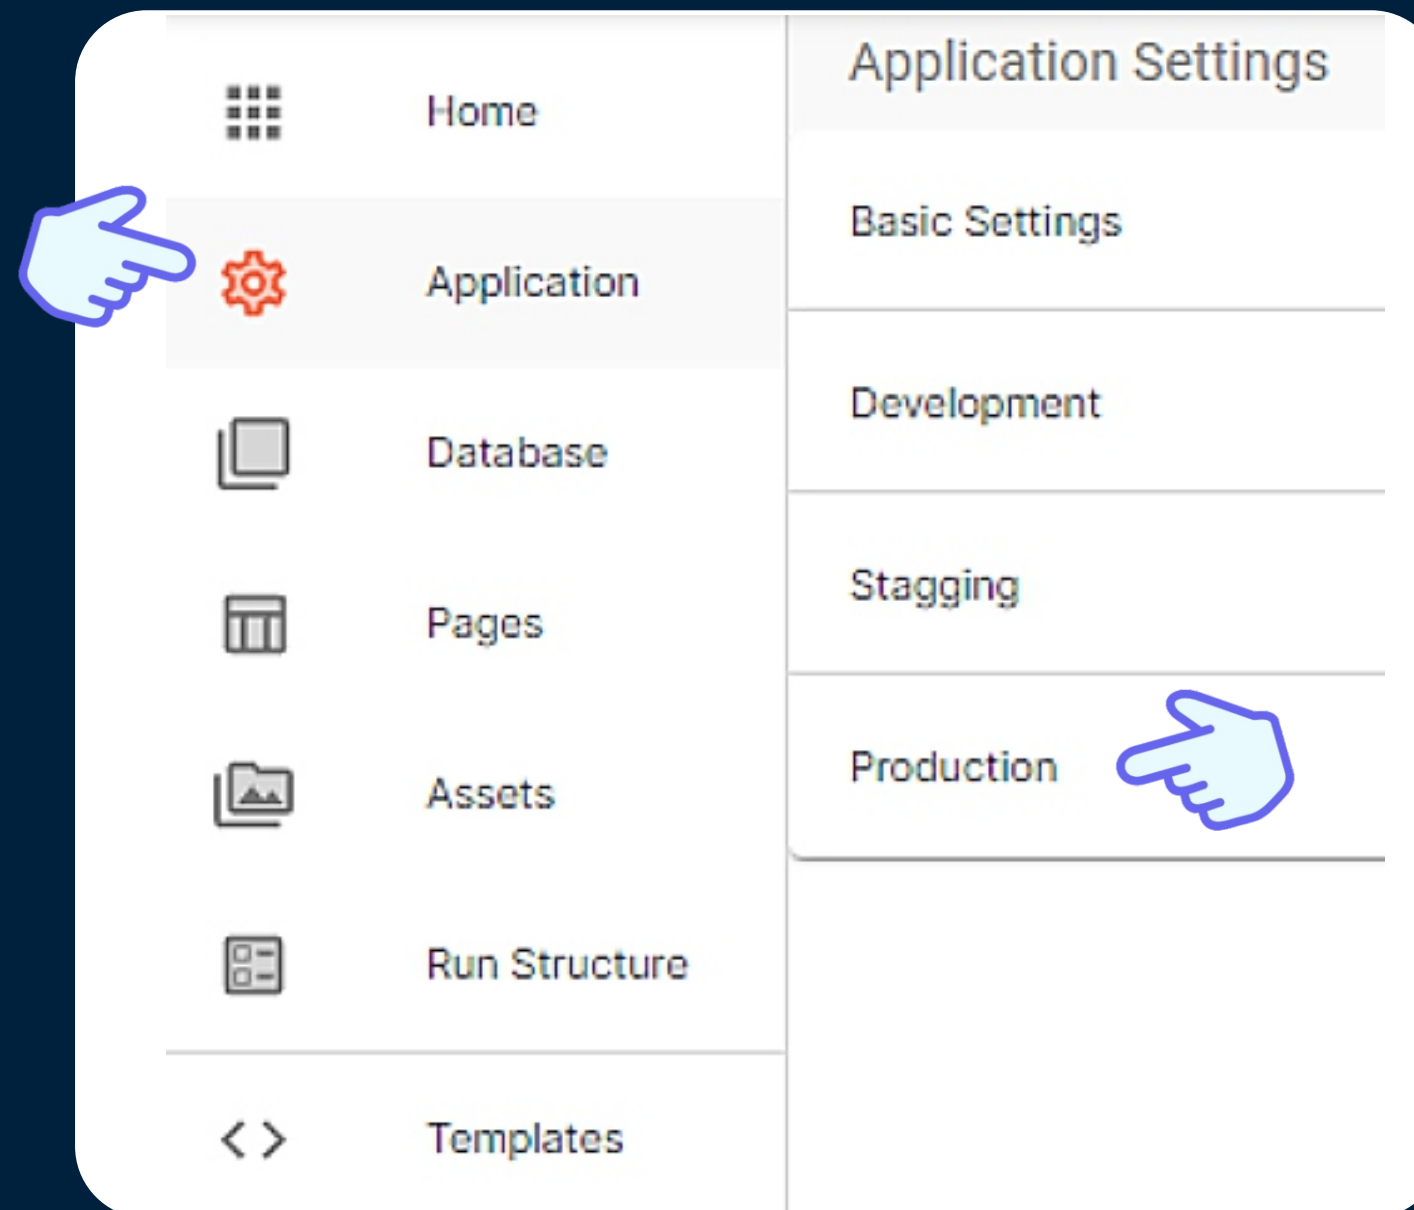 Home
Application
Database
Pages
Assets
Run Structure
Templates
Application Settings
Basic Settings
Development
Stagging
Production